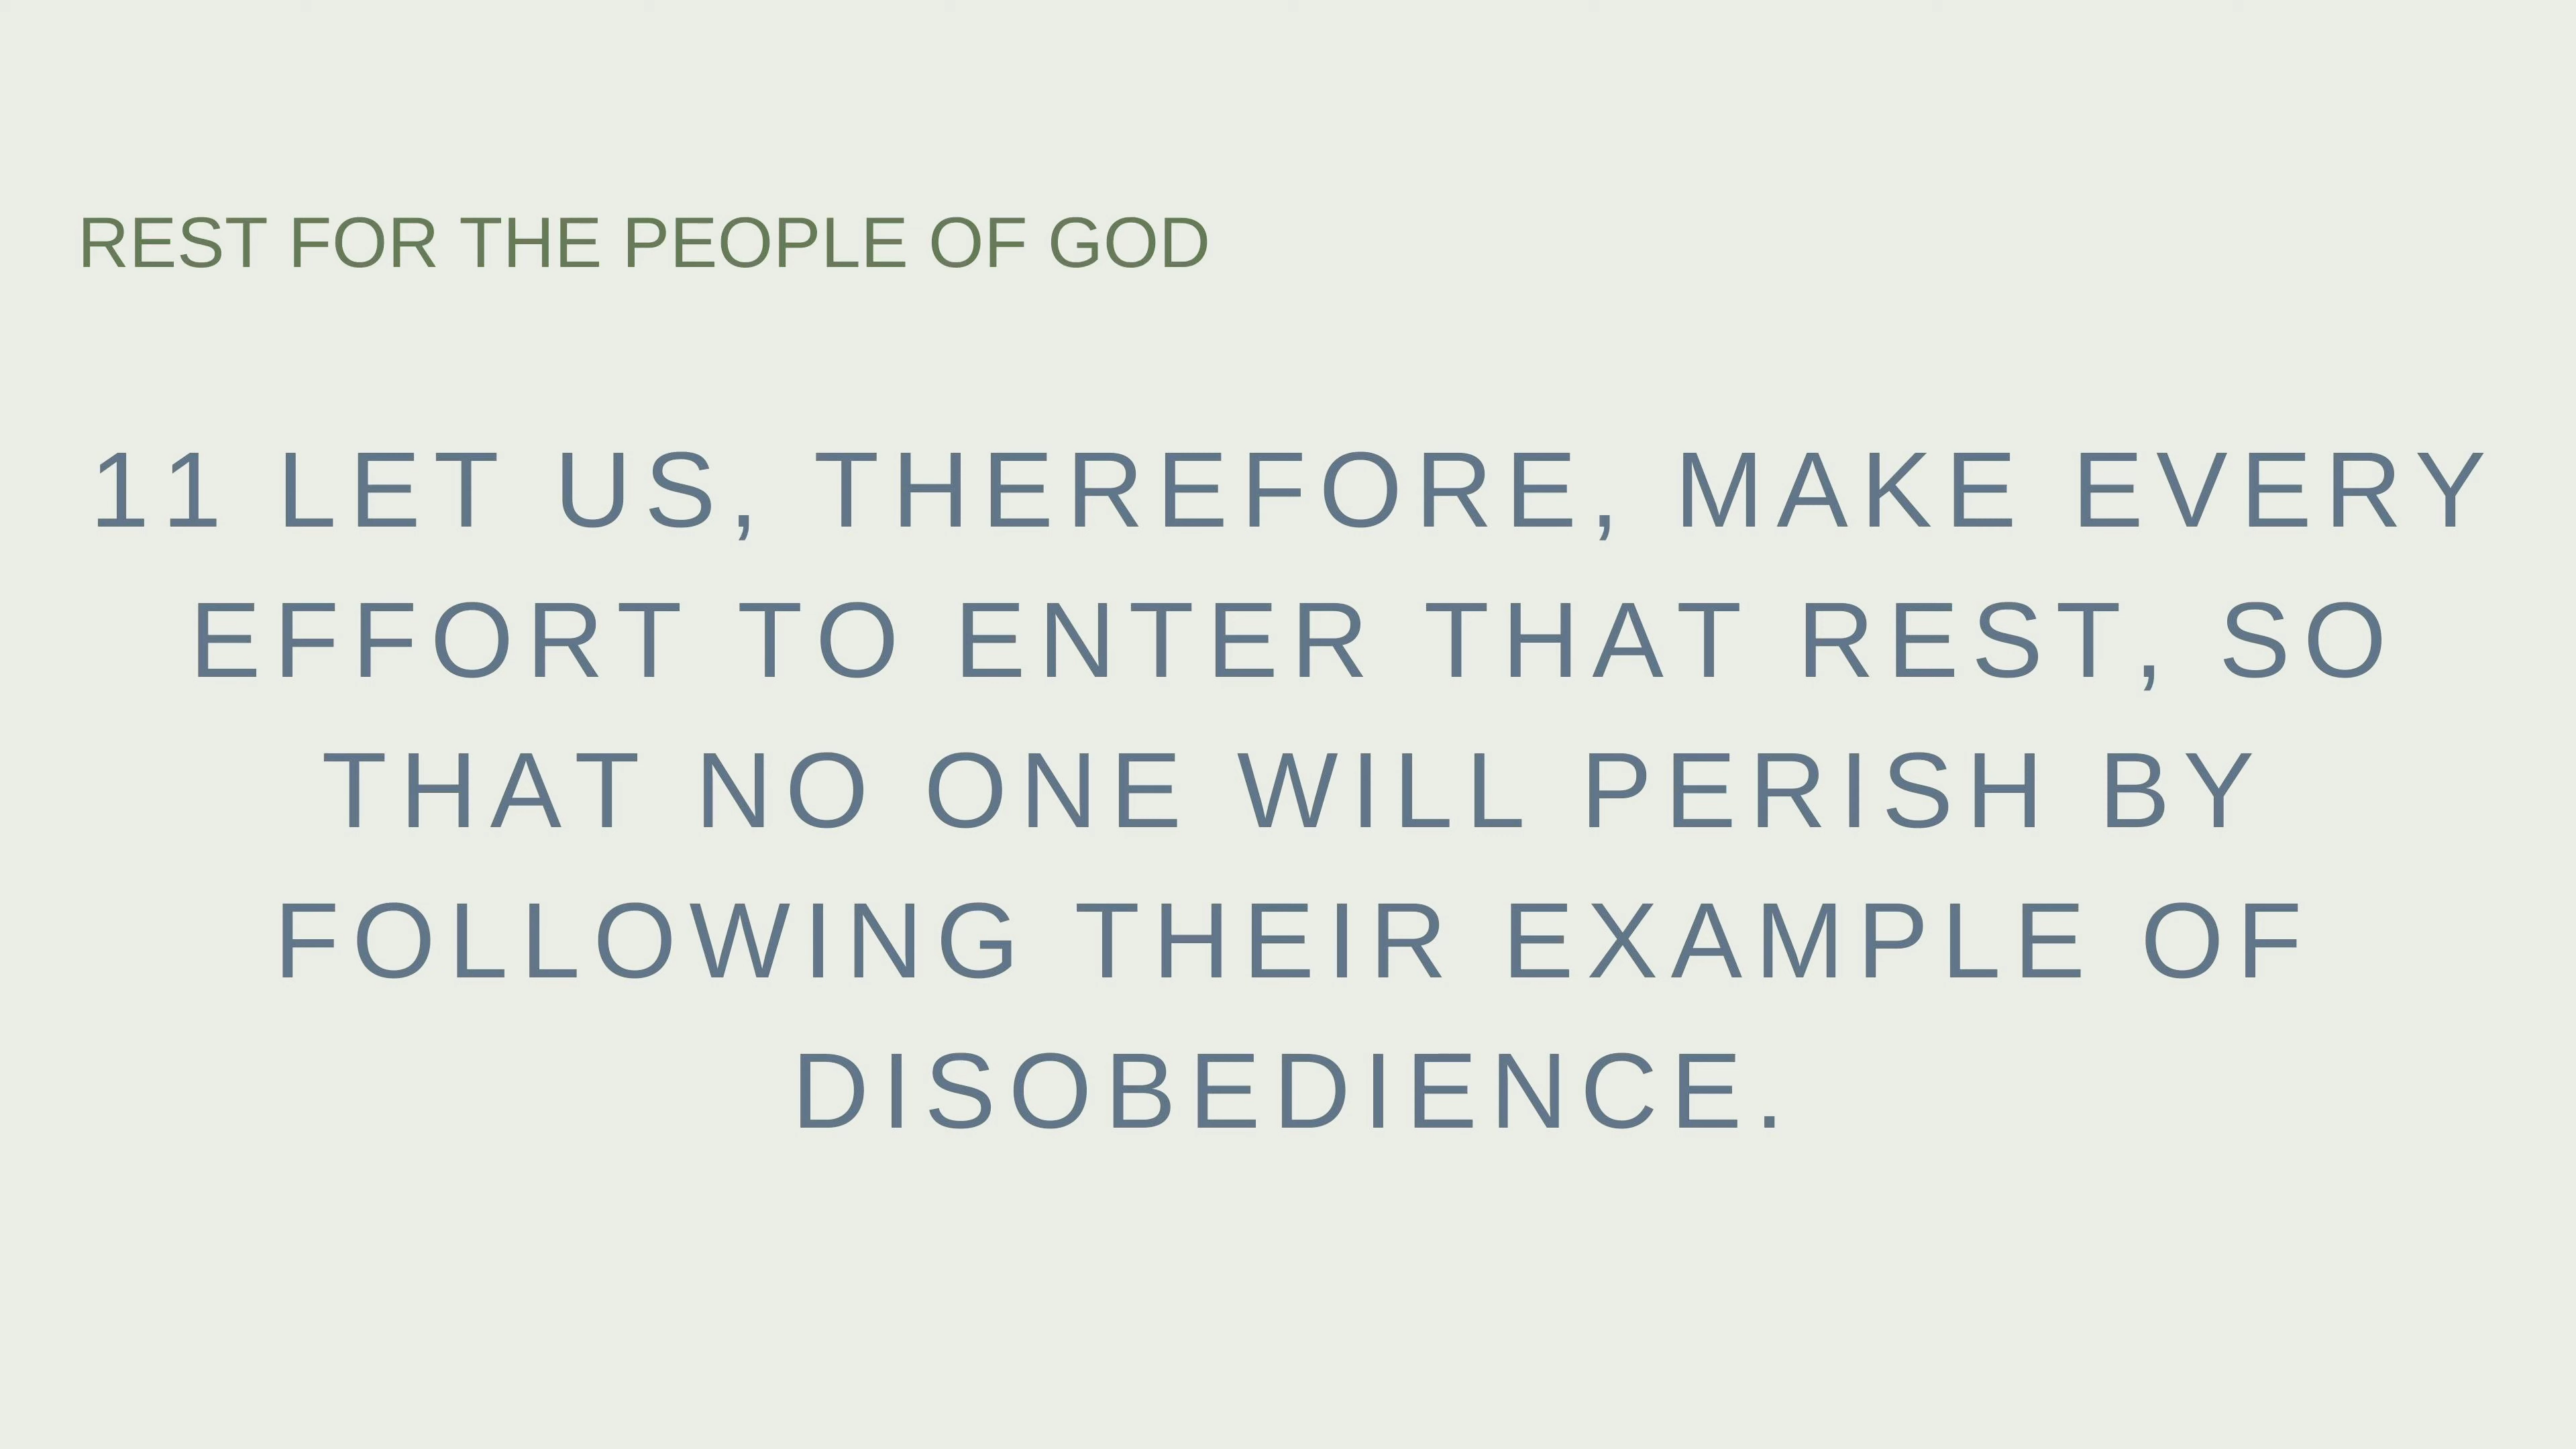 REST FOR THE PEOPLE OF GOD
11 LET US, THEREFORE, MAKE EVERY
EFFORT TO ENTER THAT REST, SO
THAT NO ONE WILL PERISH BY
FOLLOWING THEIR EXAMPLE OF
DISOBEDIENCE.